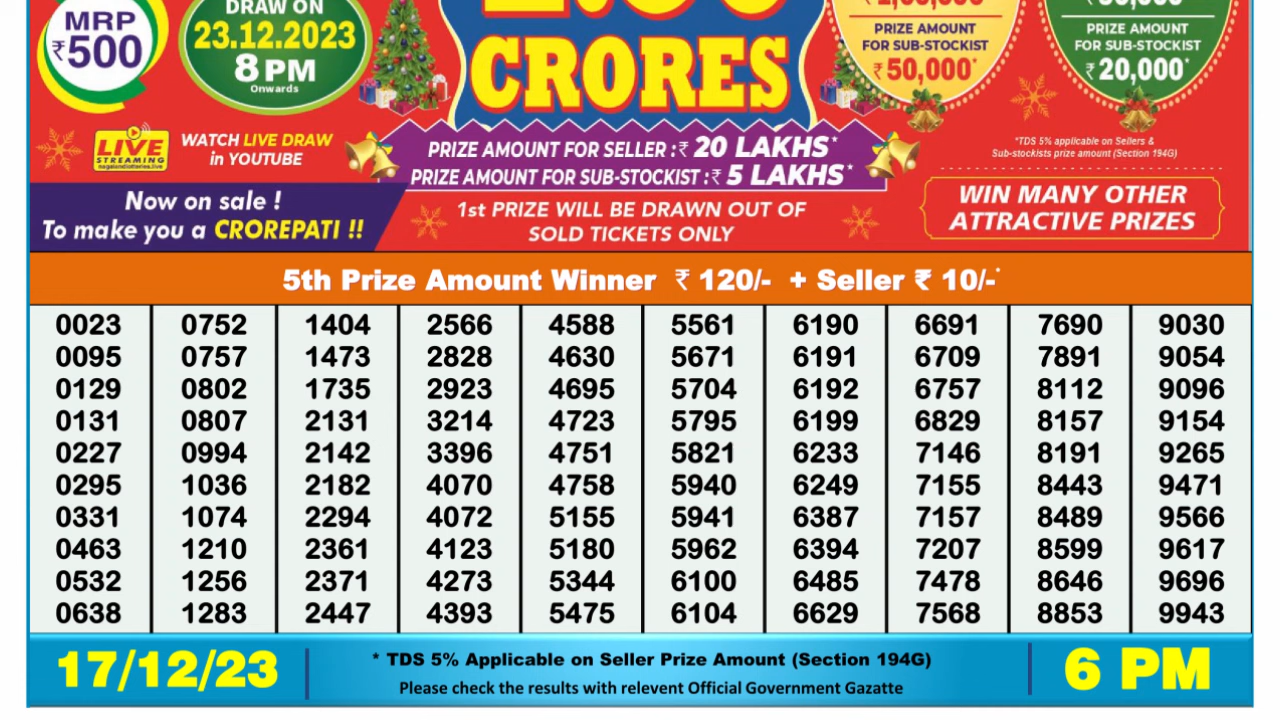 MRP
₹500
DRAW ON
23.12.2023
8 PM
Onwards
CRORES
PRIZE AMOUNT
FOR SUB-STOCKIST
₹50,000*
PRIZE AMOUNT
FOR SUB-STOCKIST
₹20,000*
LIVE
STREAMING
nagalandlotteries.live
WATCH LIVE DRAW
in YOUTUBE
PRIZE AMOUNT FOR SELLER :₹ 20 LAKHS*
PRIZE AMOUNT FOR SUB-STOCKIST :₹ 5 LAKHS*
*TDS 5% applicable on Sellers &
Sub-stockists prize amount (Section 194G)
Now on sale !
To make you a CROREPATI !!
1st PRIZE WILL BE DRAWN OUT OF
SOLD TICKETS ONLY
WIN MANY OTHER
ATTRACTIVE PRIZES
5th Prize Amount Winner ₹ 120/- + Seller ₹ 10/-*
0023 0752 1404 2566 4588 5561 6190 6691 7690 9030
0095 0757 1473 2828 4630 5671 6191 6709 7891 9054
0129 0802 1735 2923 4695 5704 6192 6757 8112 9096
0131 0807 2131 3214 4723 5795 6199 6829 8157 9154
0227 0994 2142 3396 4751 5821 6233 7146 8191 9265
0295 1036 2182 4070 4758 5940 6249 7155 8443 9471
0331 1074 2294 4072 5155 5941 6387 7157 8489 9566
0463 1210 2361 4123 5180 5962 6394 7207 8599 9617
0532 1256 2371 4273 5344 6100 6485 7478 8646 9696
0638 1283 2447 4393 5475 6104 6629 7568 8853 9943
17/12/23
* TDS 5% Applicable on Seller Prize Amount (Section 194G)
Please check the results with relevent Official Government Gazatte
6 PM